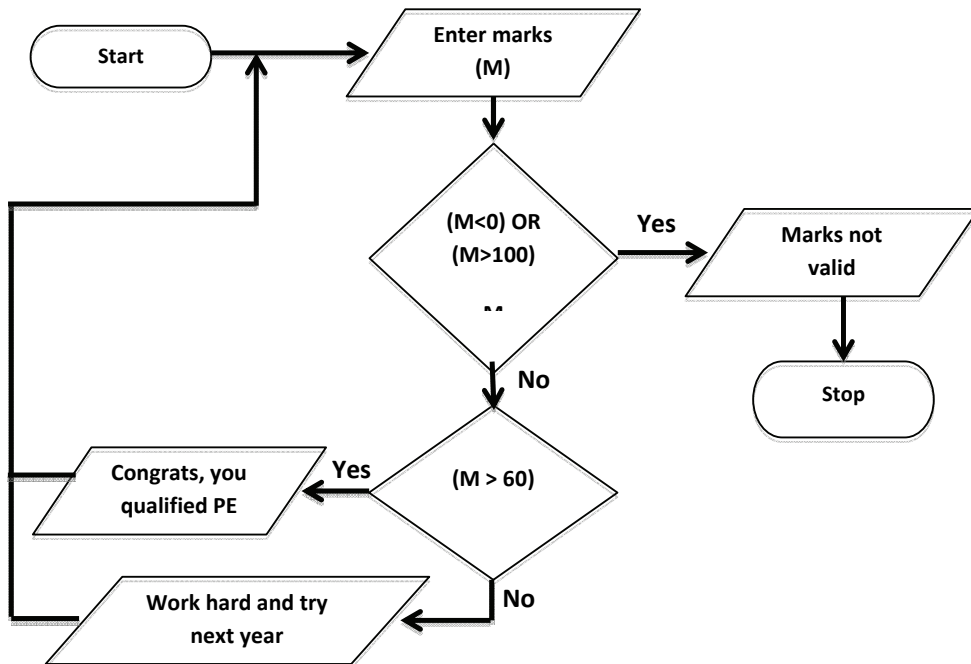 Start
Enter marks
(M)
(M<0) OR
(M>100)
Yes
Marks not
valid
Stop
No
(M > 60)
Yes
Congrats, you
qualified PE
No
Work hard and try
next year